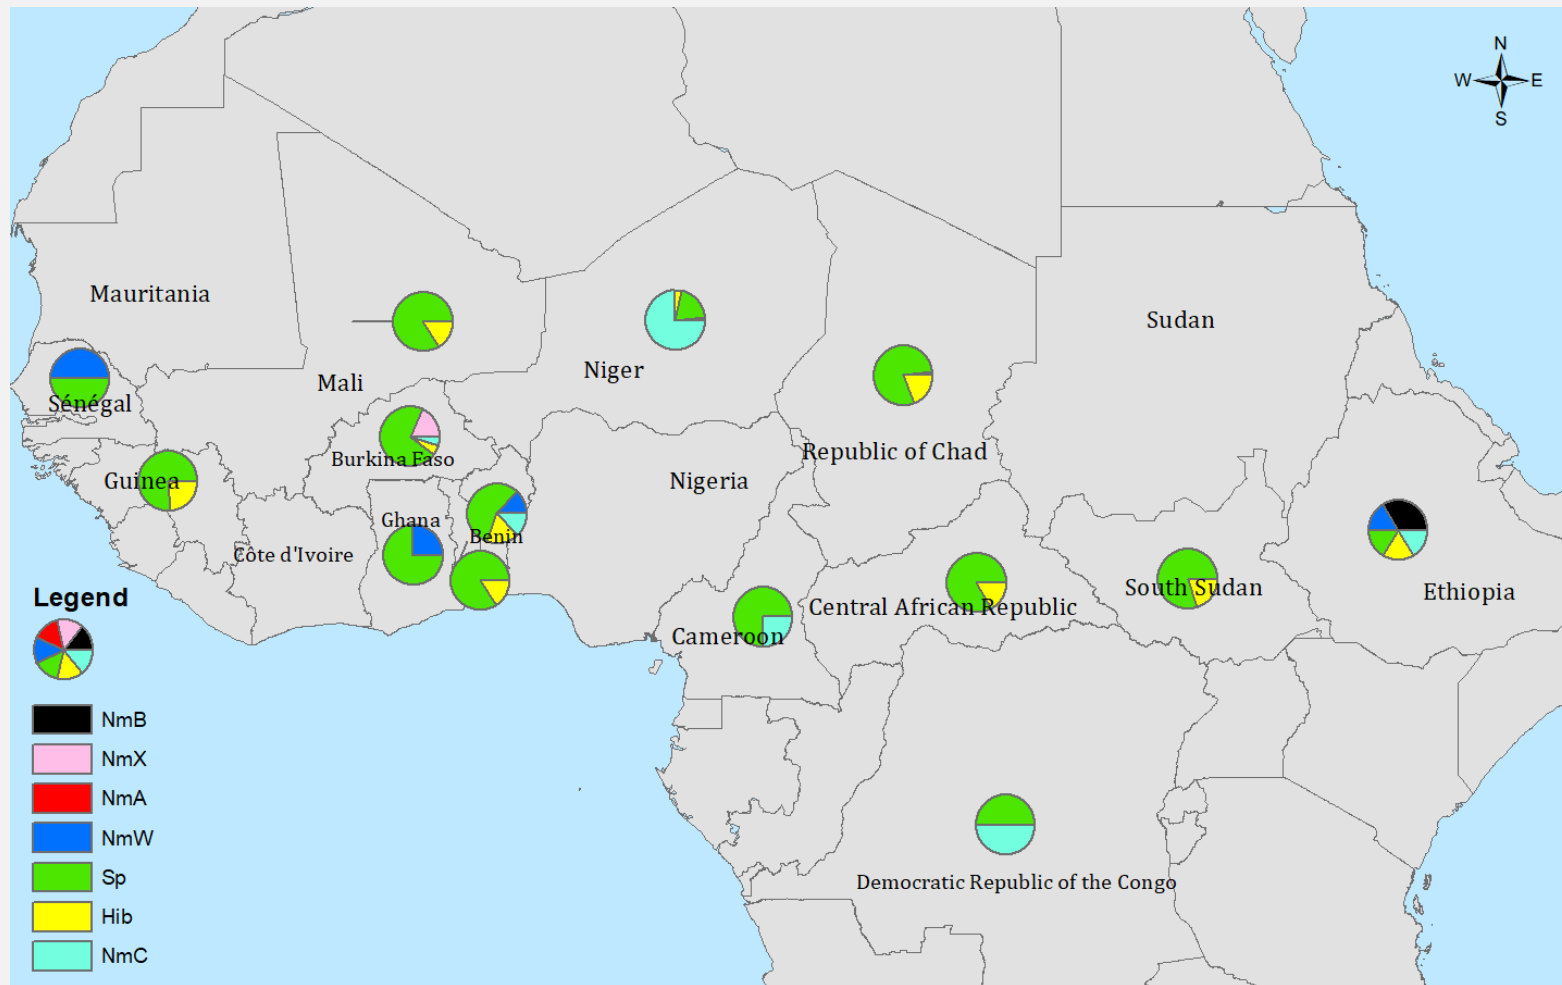 N
W E
S
Mauritania
Sudan
Niger
Mali
Sénégal
Republic of Chad
Burkina Faso
Guinea
Nigeria
Ghana
Benin
Côte d'Ivoire
South Sudan
Ethiopia
Central African Republic
Cameroon
Democratic Republic of the Congo
Legend
NmB
NmX
NmA
NmW
Sp
Hib
NmC